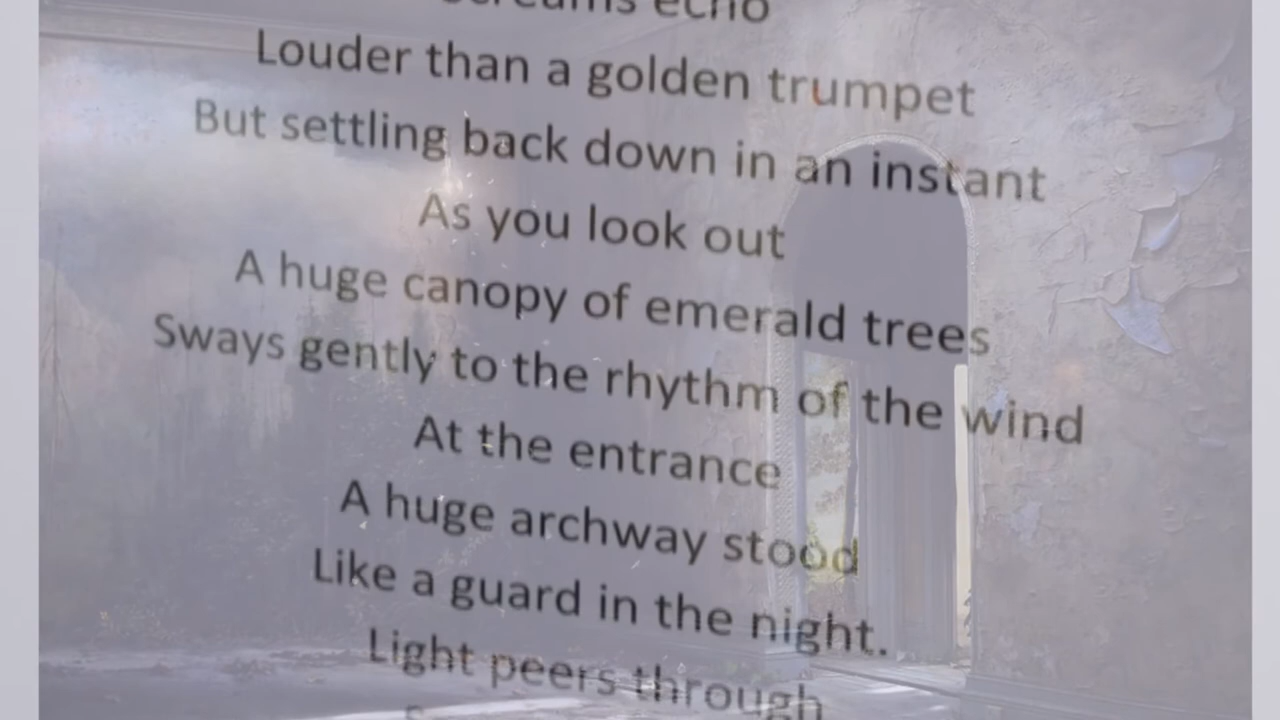 Screams echo
Louder than a golden trumpet
But settling back down in an instant
As you look out
A huge canopy of emerald trees
Sways gently to the rhythm of the wind
At the entrance
A huge archway stood
Like a guard in the night.
Light peers through